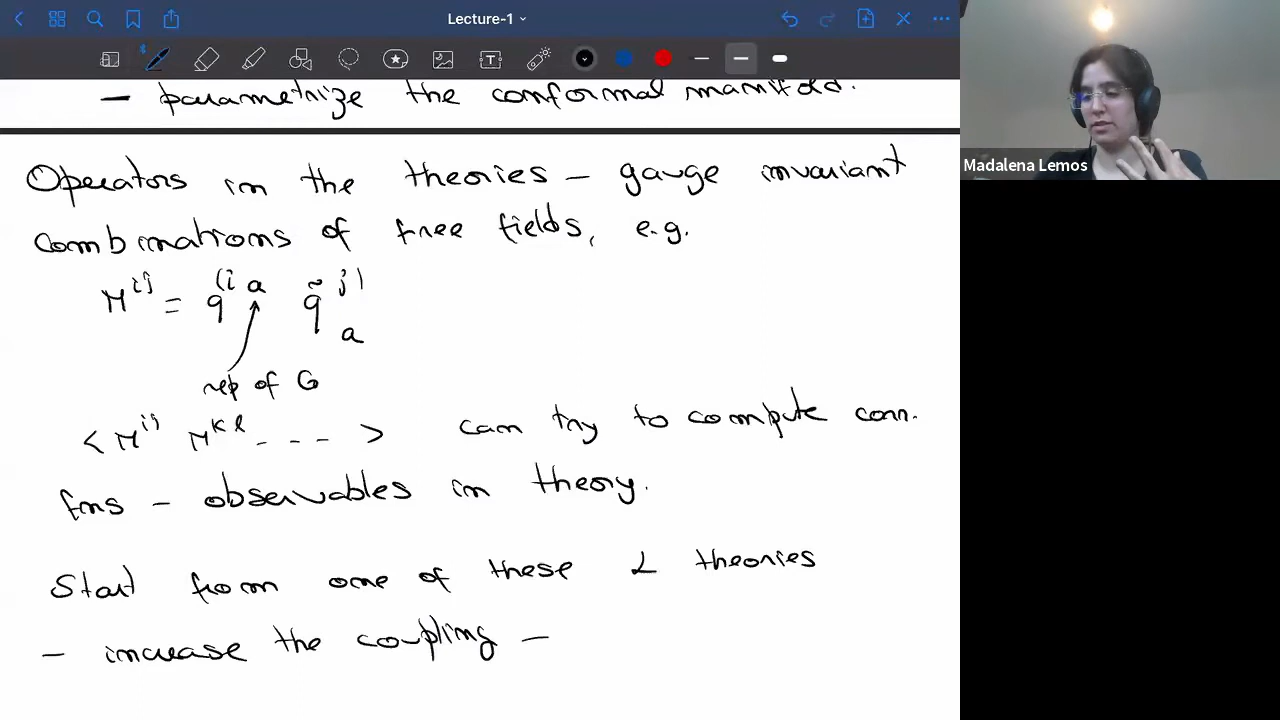 Lecture-1
Madalena Lemos
– parametrize the conformal manifold.
Operators in the theories – gauge invariant
combinations of free fields, e.g.
M^{ij} = q^{(i a} q̃^{j)}_a
rep of G
< M^{ij} M^{kl} - - - > can try to compute corr.
fns – observables in theory.
Start from one of these L theories
– increase the coupling –